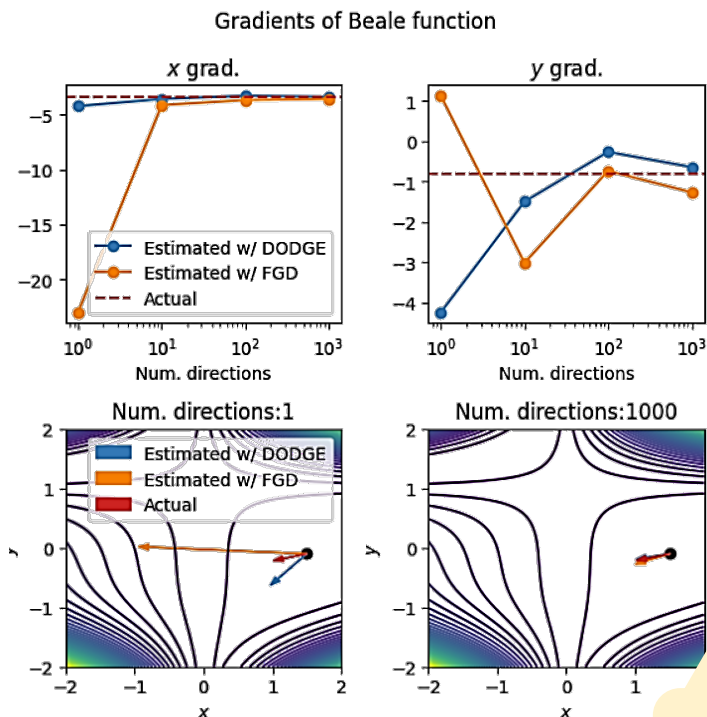 Gradients of Beale function
x grad.
y grad.
−5
−10
−15
−20
Estimated w/ DODGE
Estimated w/ FGD
Actual
10⁰ 10¹ 10² 10³
Num. directions
1
0
−1
−2
−3
−4
10⁰ 10¹ 10² 10³
Num. directions
Num. directions:1
2
1
0
−1
−2
Estimated w/ DODGE
Estimated w/ FGD
Actual
−2 −1 0 1 2
x
Num. directions:1000
y
2
1
0
−1
−2
−2 −1 0 1
x